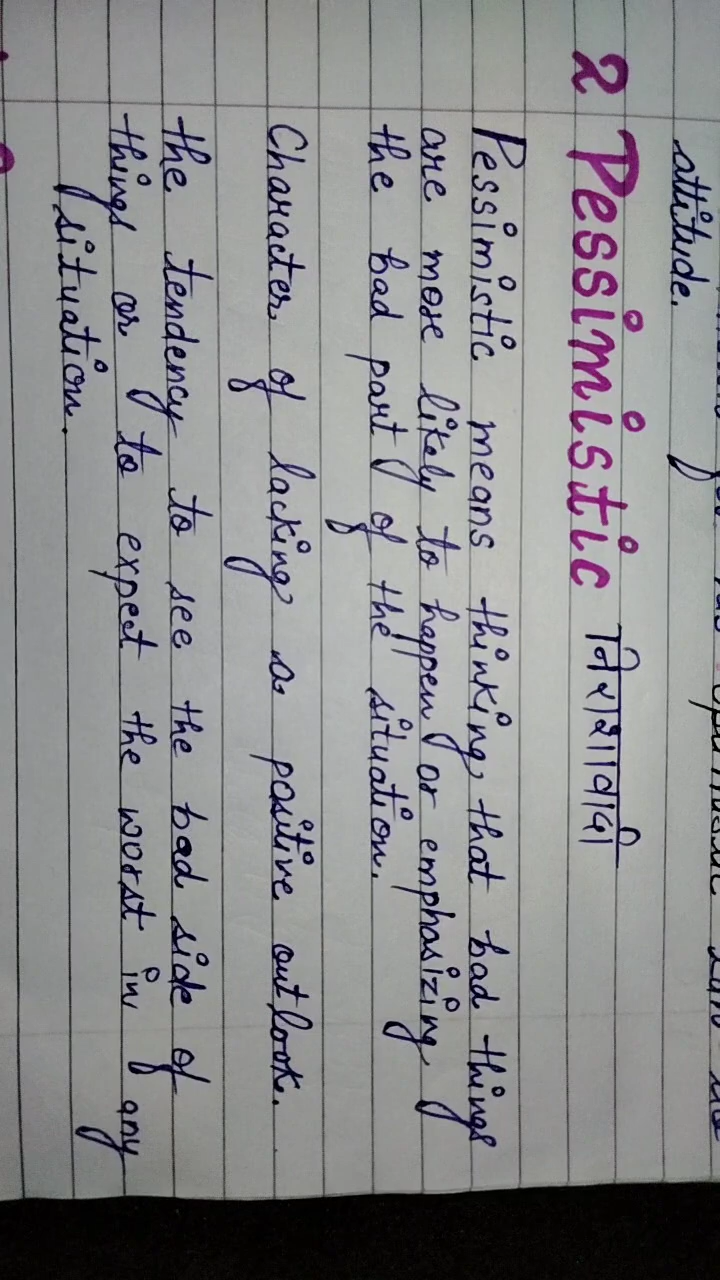 attitude.
2 Pessimistic निराशावादी
Pessimistic means thinking, that bad things
are more likely to happen or emphasizing
the bad part of the situation.
Character of lacking a positive outlook.
the tendency to see the bad side of
things or to expect the worst in any
situation.